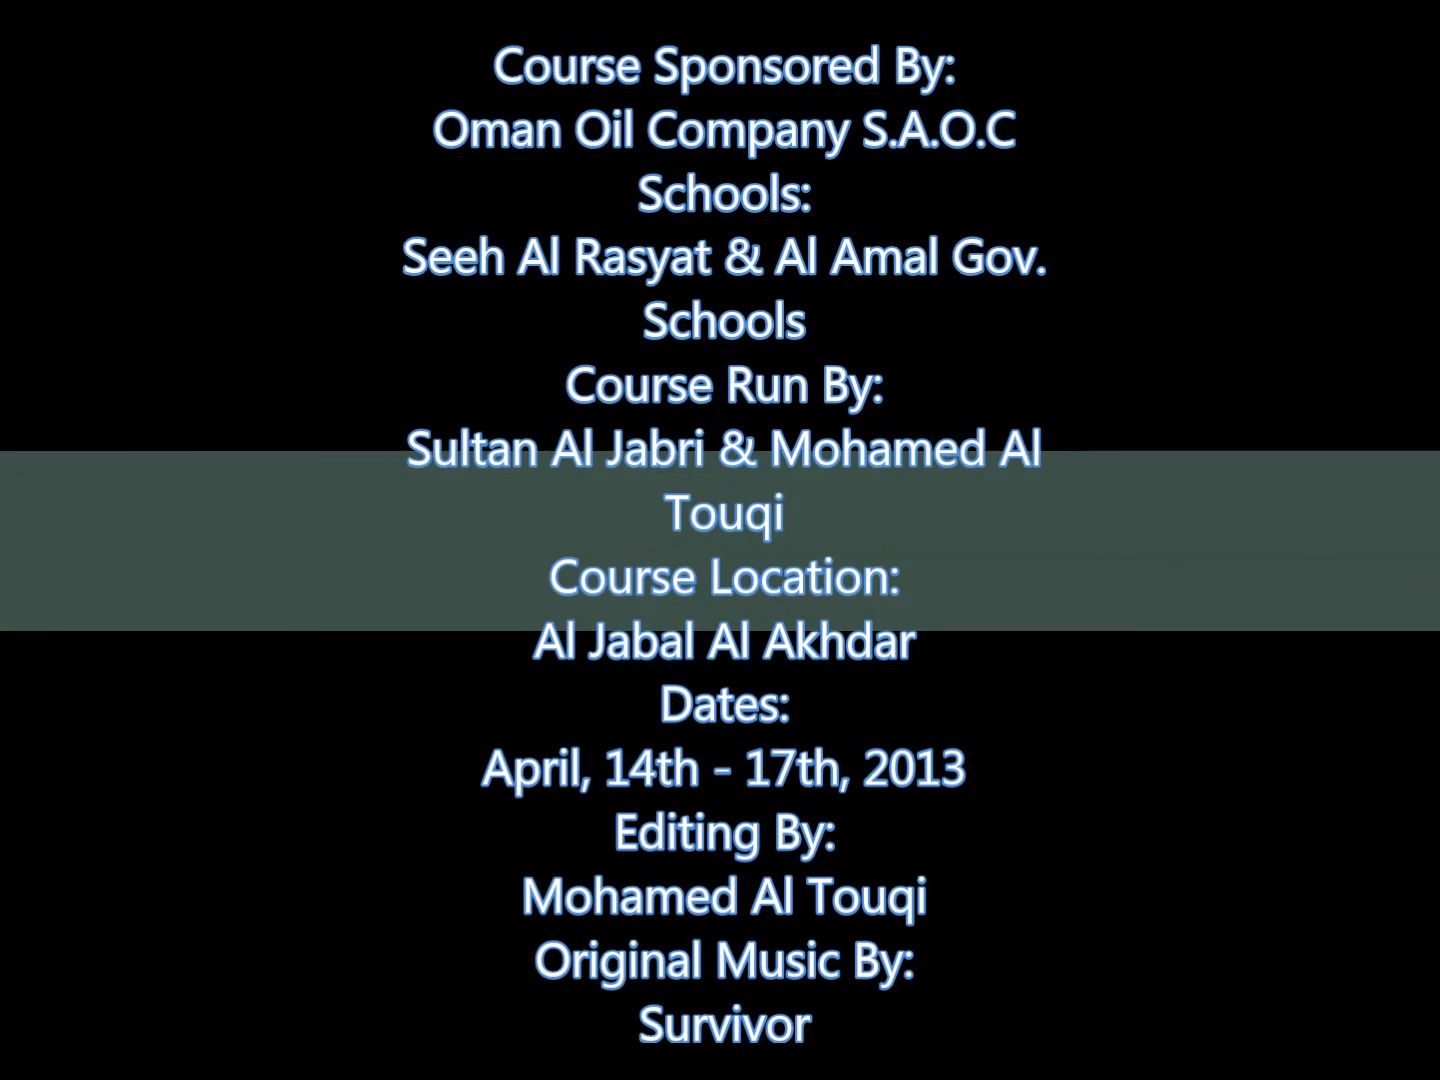 Course Sponsored By:
Oman Oil Company S.A.O.C
Schools:
Seeh Al Rasyat & Al Amal Gov.
Schools
Course Run By:
Sultan Al Jabri & Mohamed Al
Touqi
Course Location:
Al Jabal Al Akhdar
Dates:
April, 14th - 17th, 2013
Editing By:
Mohamed Al Touqi
Original Music By:
Survivor